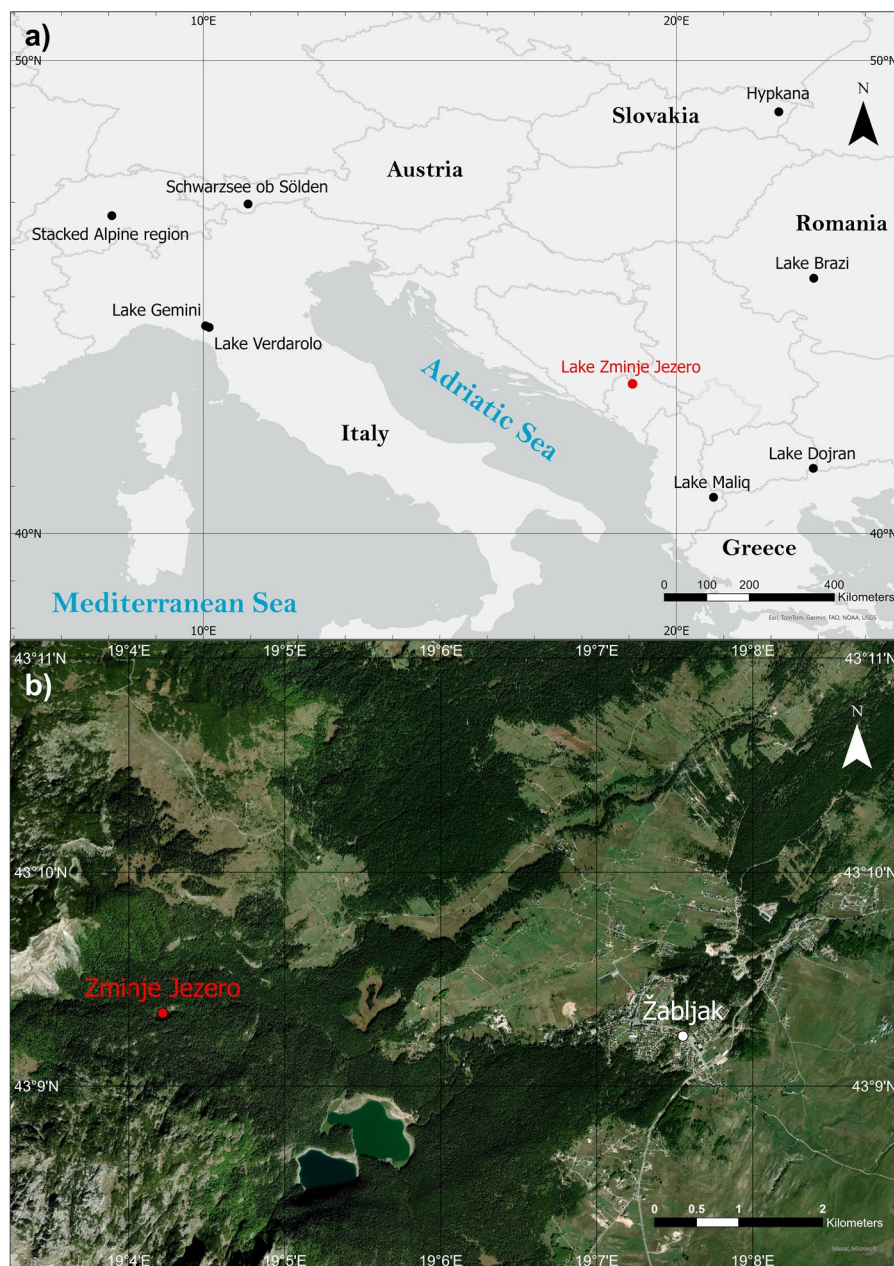 a)
10°E
20°E
50°N
50°N
N
Hypkana
Slovakia
Austria
Schwarzsee ob Sölden
Stacked Alpine region
Romania
Lake Brazi
Lake Gemini
Lake Verdarolo
Lake Zminje Jezero
Adriatic Sea
Italy
Lake Dojran
Lake Maliq
40°N
40°N
Greece
Mediterranean Sea
0 100 200 400
Kilometers
Esri, TomTom, Garmin, FAO, NOAA, USGS
10°E
20°E
19°4'E
19°5'E
19°6'E
19°7'E
19°8'E
43°11'N
43°11'N
b)
N
43°10'N
43°10'N
Zminje Jezero
Žabljak
43°9'N
43°9'N
0 0.5 1 2
Kilometers
Maxar, Microsoft
19°4'E
19°5'E
19°6'E
19°7'E
19°8'E